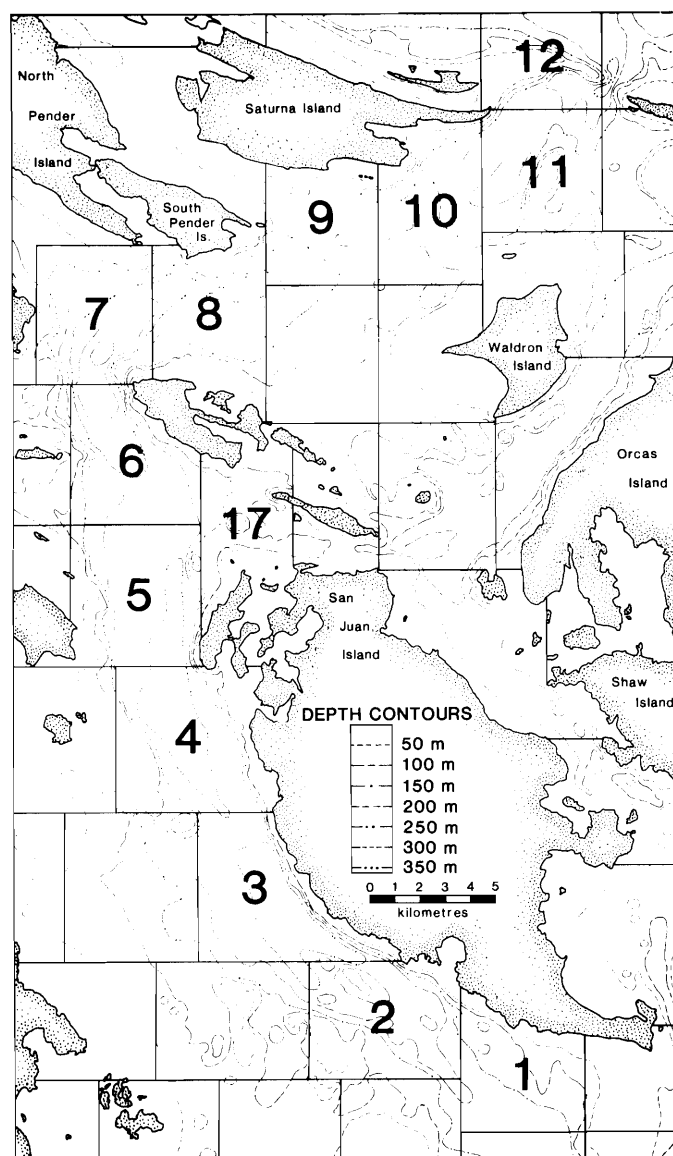 12
North
Pender
Island
Saturna Island
11
South
Pender
Is.
9
10
7
8
Waldron
Island
6
Orcas
Island
17
5
San
Juan
Island
Shaw
Island
4
DEPTH CONTOURS
50 m
100 m
150 m
200 m
250 m
300 m
350 m
0 1 2 3 4 5
kilometres
3
2
1